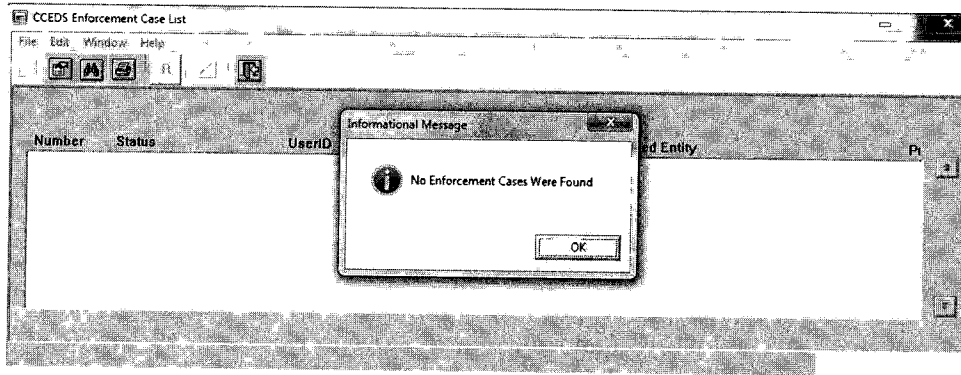 CCEDS Enforcement Case List
File Edit Window Help
Informational Message
Number Status UserID ed Entity
No Enforcement Cases Were Found
OK